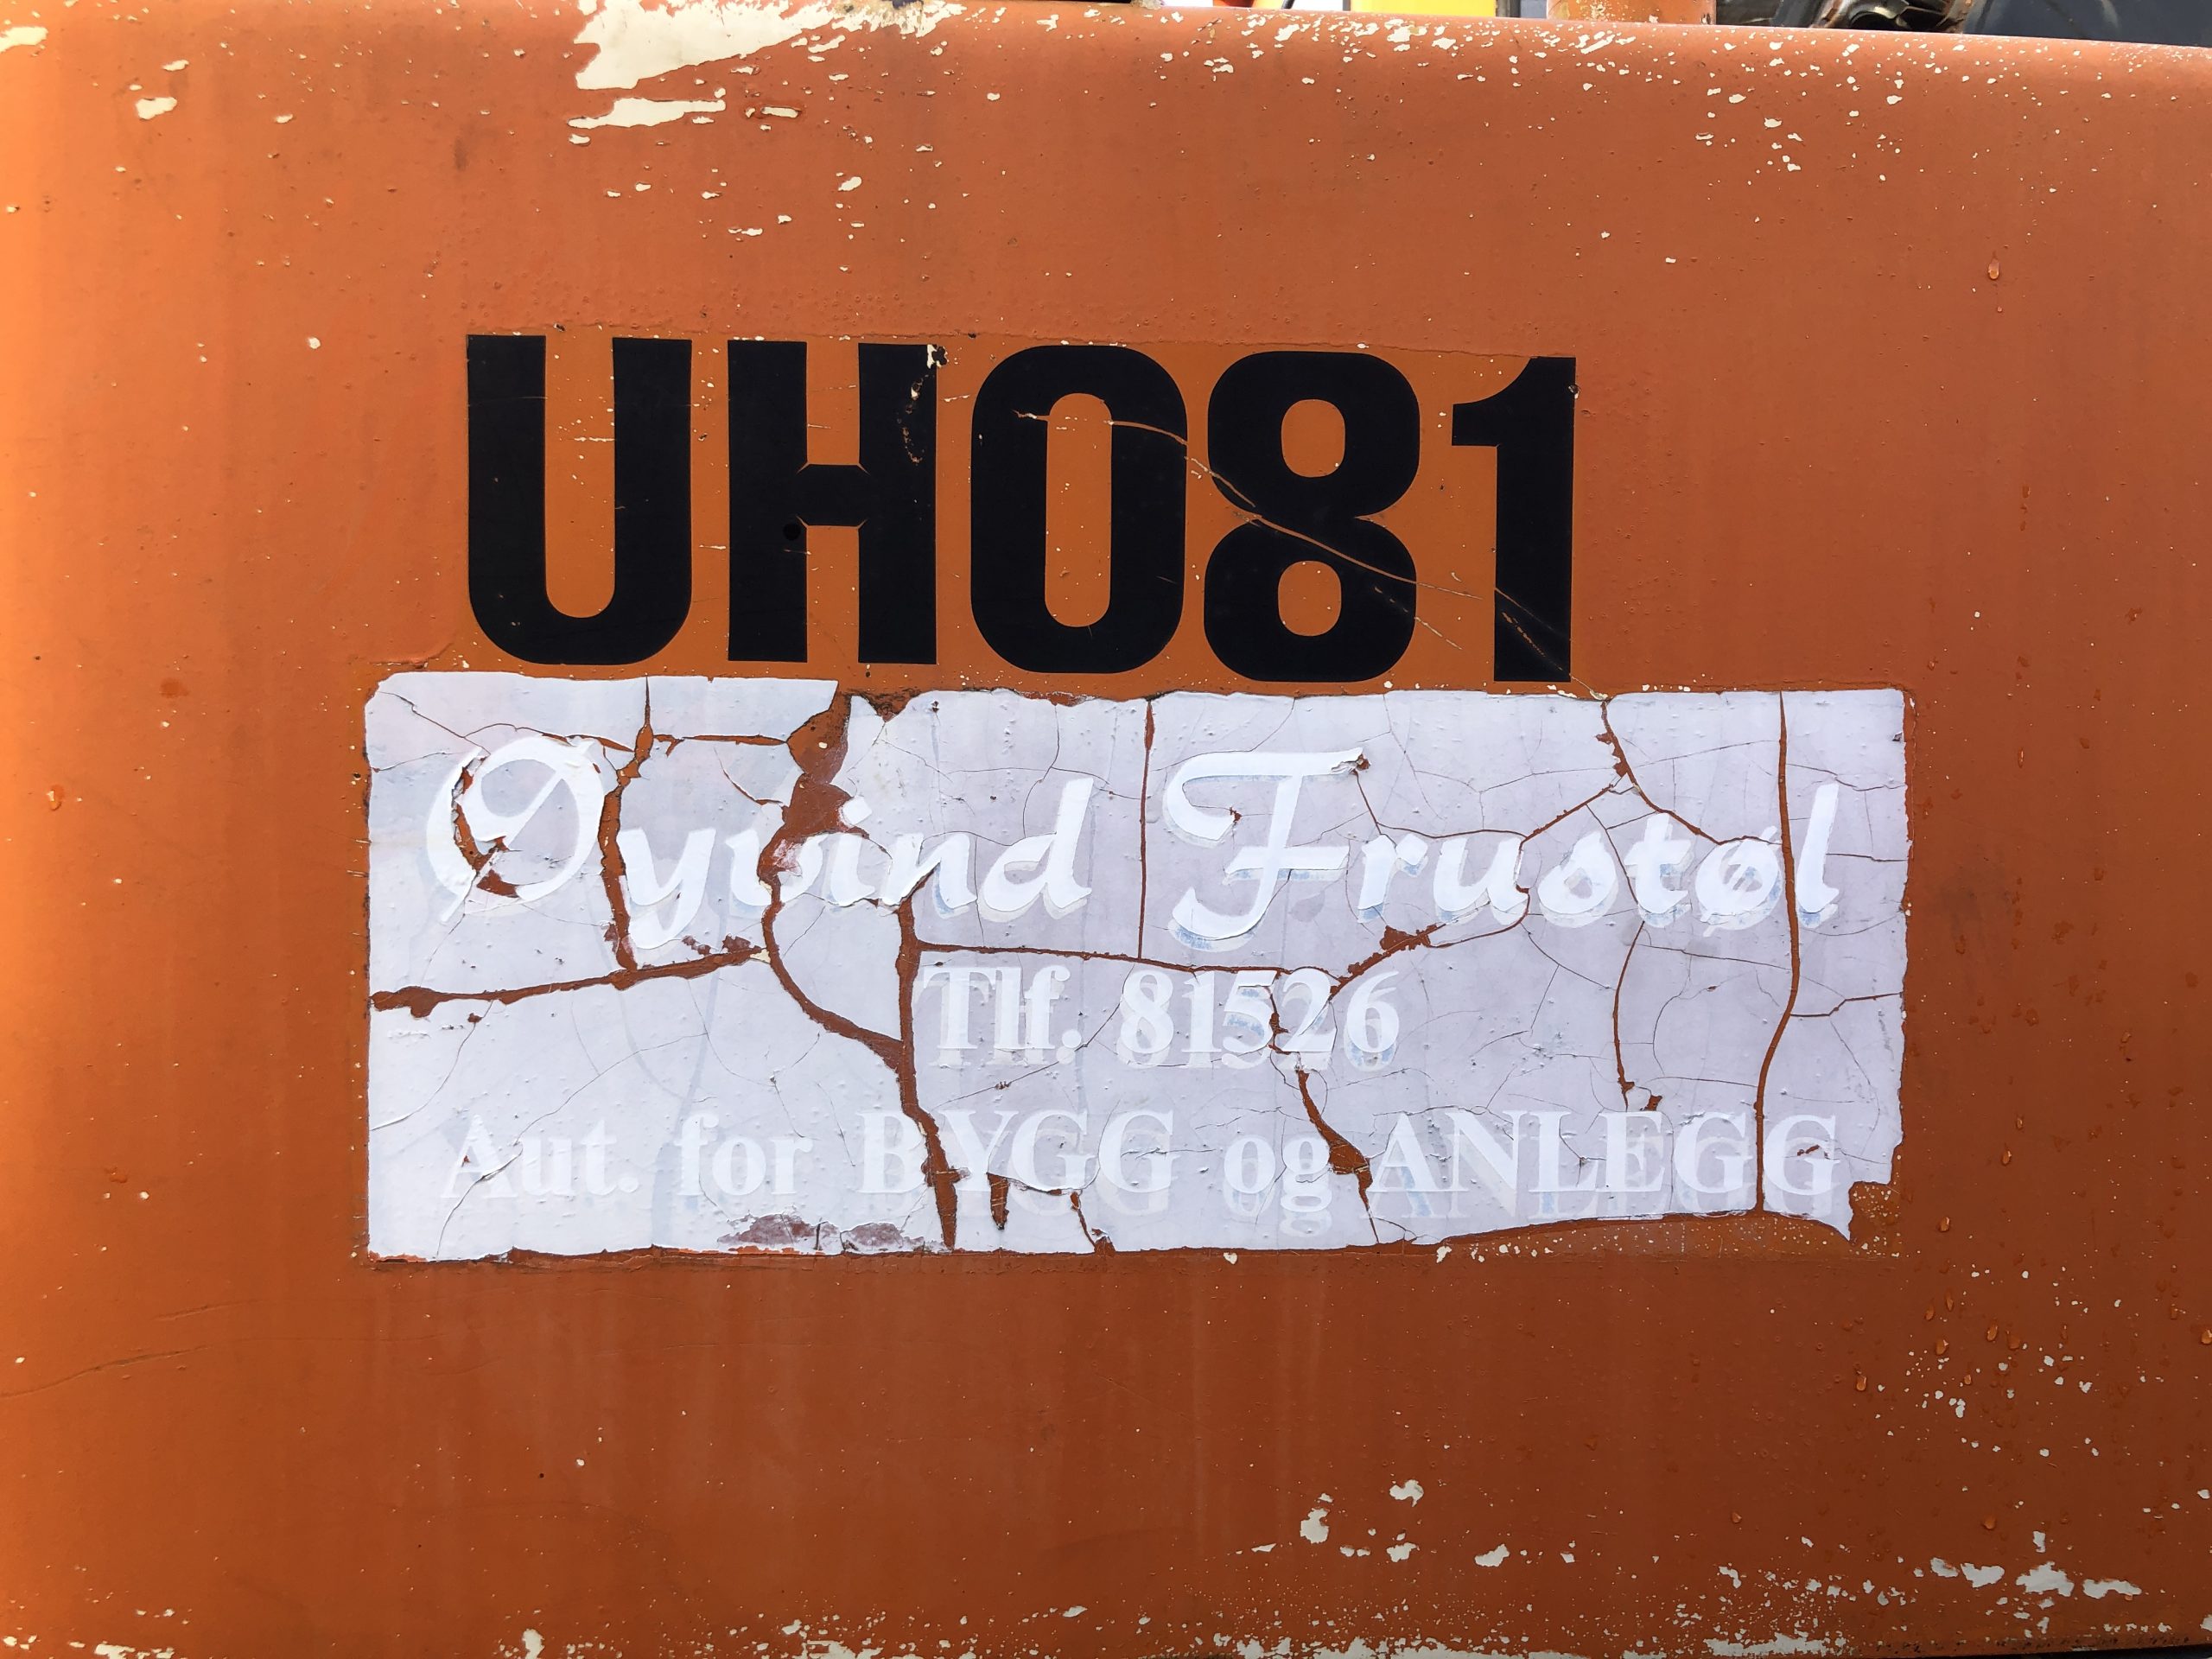 UH081
Øyvind Frustøl
Tlf. 81526
Aut. for BYGG og ANLEGG